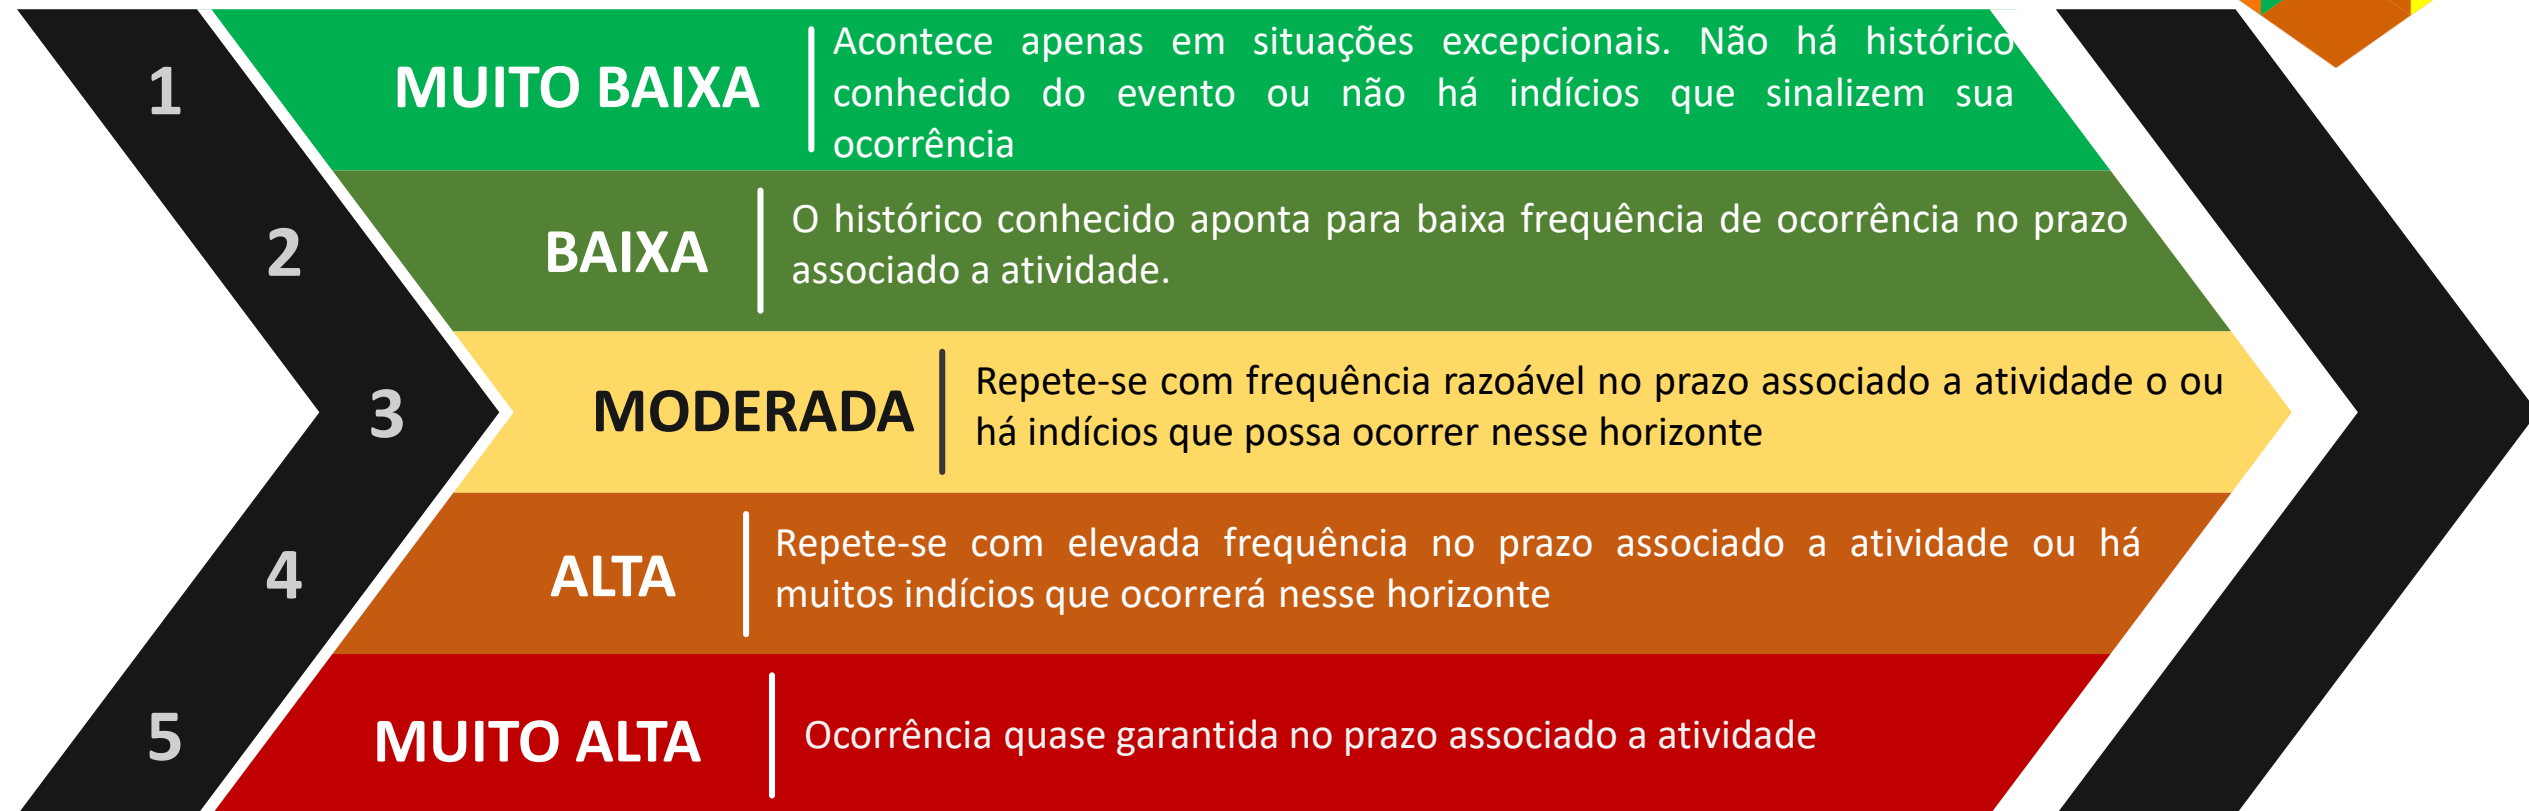 1
MUITO BAIXA
Acontece apenas em situações excepcionais. Não há histórico
conhecido do evento ou não há indícios que sinalizem sua
ocorrência
2
BAIXA
O histórico conhecido aponta para baixa frequência de ocorrência no prazo
associado a atividade.
3
MODERADA
Repete-se com frequência razoável no prazo associado a atividade o ou
há indícios que possa ocorrer nesse horizonte
4
ALTA
Repete-se com elevada frequência no prazo associado a atividade ou há
muitos indícios que ocorrerá nesse horizonte
5
MUITO ALTA
Ocorrência quase garantida no prazo associado a atividade